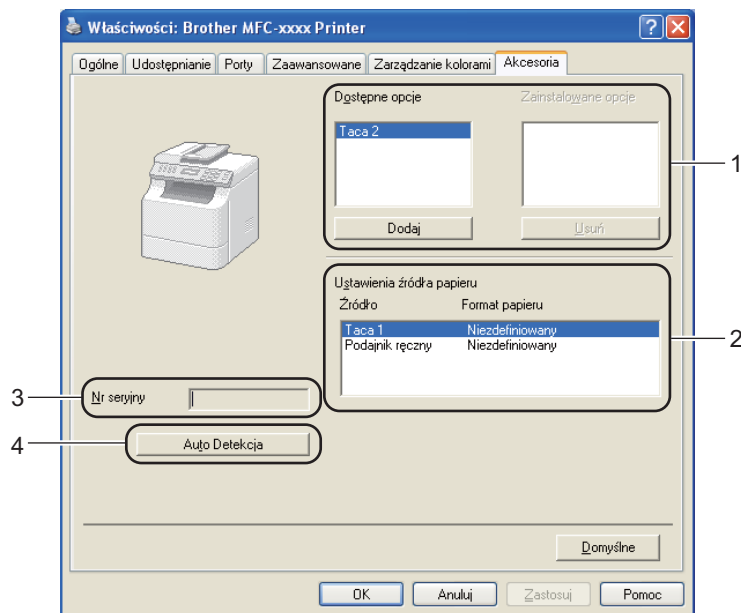 Właściwości: Brother MFC-xxxx Printer
Ogólne Udostępnianie Porty Zaawansowane Zarządzanie kolorami Akcesoria
Dostępne opcje Zainstalowane opcje
Taca 2
1
Dodaj Usuń
Ustawienia źródła papieru
Źródło Format papieru
Taca 1 Niezdefiniowany
Podajnik ręczny Niezdefiniowany
2
3
Nr seryjny
4
Auto Detekcja
Domyślne
OK Anuluj Zastosuj Pomoc